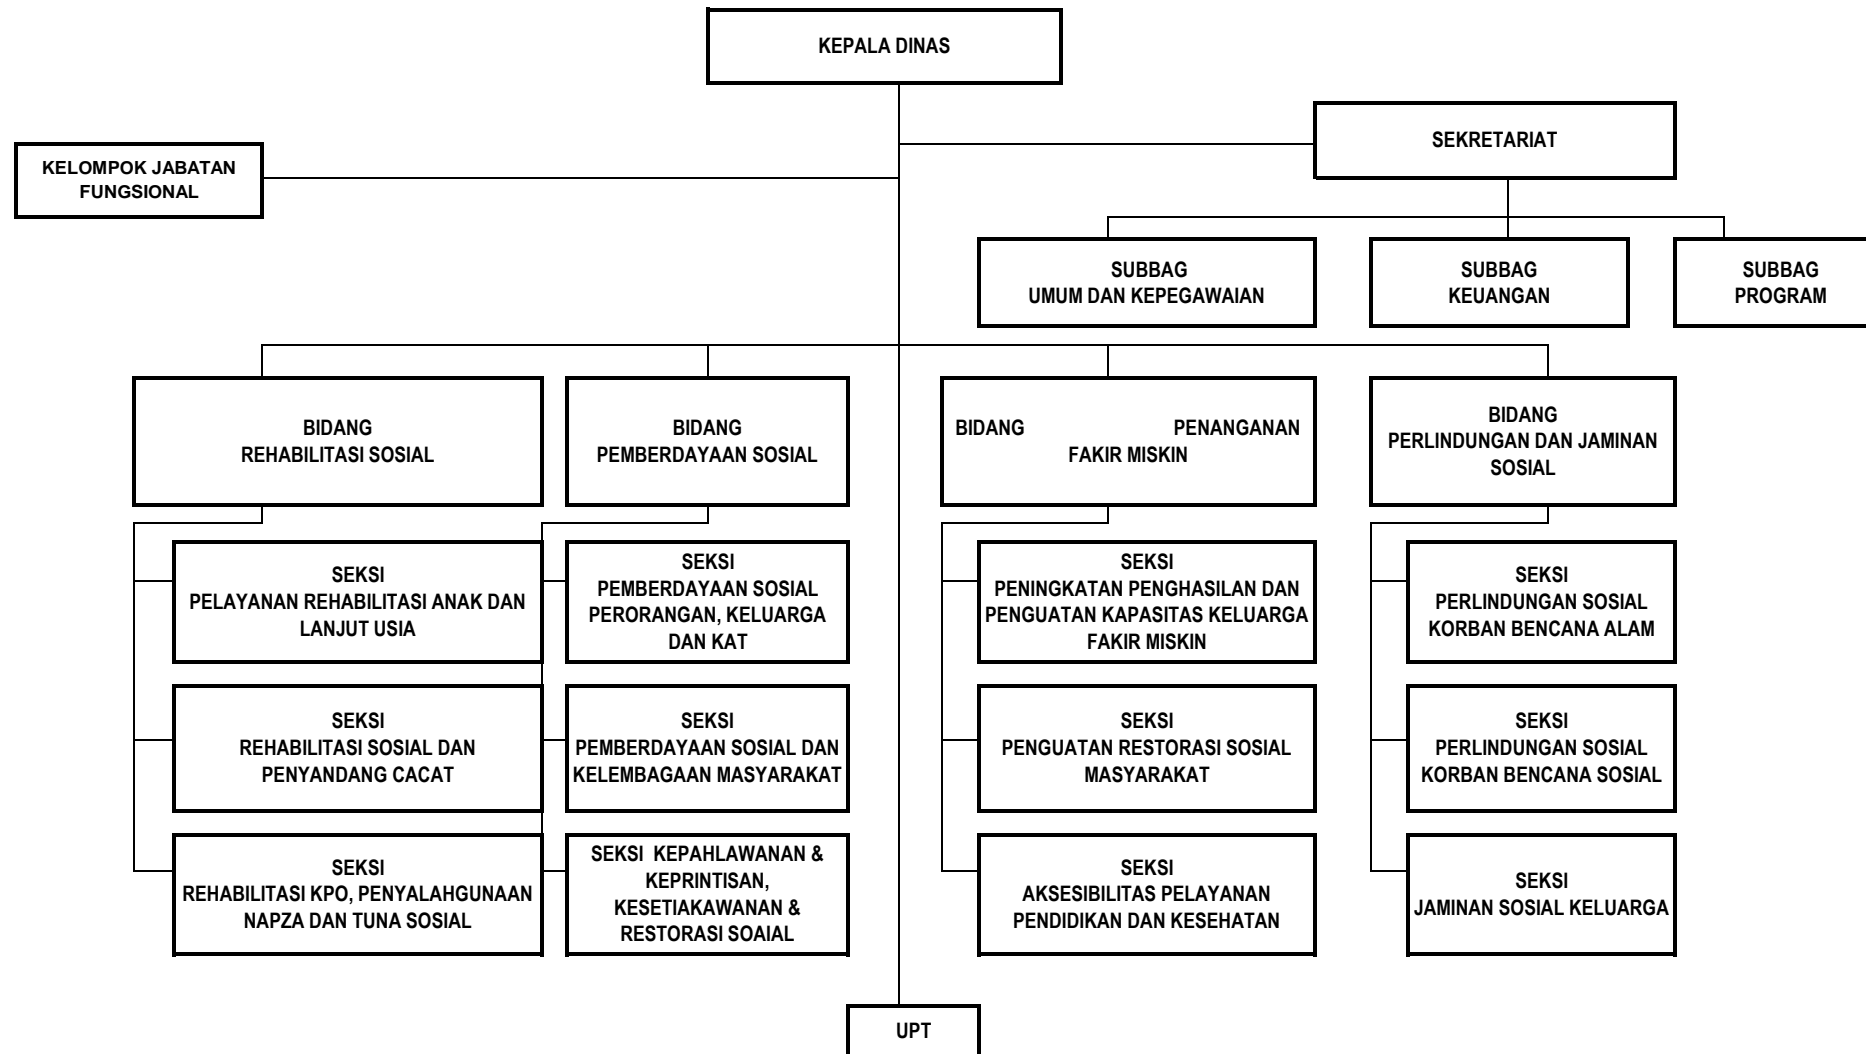 KEPALA DINAS
SEKRETARIAT
KELOMPOK JABATAN
FUNGSIONAL
SUBBAG
UMUM DAN KEPEGAWAIAN
SUBBAG
KEUANGAN
SUBBAG
PROGRAM
BIDANG
REHABILITASI SOSIAL
BIDANG
PEMBERDAYAAN SOSIAL
BIDANG PENANGANAN
FAKIR MISKIN
BIDANG
PERLINDUNGAN DAN JAMINAN
SOSIAL
SEKSI
PELAYANAN REHABILITASI ANAK DAN
LANJUT USIA
SEKSI
PEMBERDAYAAN SOSIAL
PERORANGAN, KELUARGA
DAN KAT
SEKSI
PENINGKATAN PENGHASILAN DAN
PENGUATAN KAPASITAS KELUARGA
FAKIR MISKIN
SEKSI
PERLINDUNGAN SOSIAL
KORBAN BENCANA ALAM
SEKSI
REHABILITASI SOSIAL DAN
PENYANDANG CACAT
SEKSI
PEMBERDAYAAN SOSIAL DAN
KELEMBAGAAN MASYARAKAT
SEKSI
PENGUATAN RESTORASI SOSIAL
MASYARAKAT
SEKSI
PERLINDUNGAN SOSIAL
KORBAN BENCANA SOSIAL
SEKSI
REHABILITASI KPO, PENYALAHGUNAAN
NAPZA DAN TUNA SOSIAL
SEKSI KEPAHLAWANAN &
KEPRINTISAN,
KESETIAKAWANAN &
RESTORASI SOAIAL
SEKSI
AKSESIBILITAS PELAYANAN
PENDIDIKAN DAN KESEHATAN
SEKSI
JAMINAN SOSIAL KELUARGA
UPT